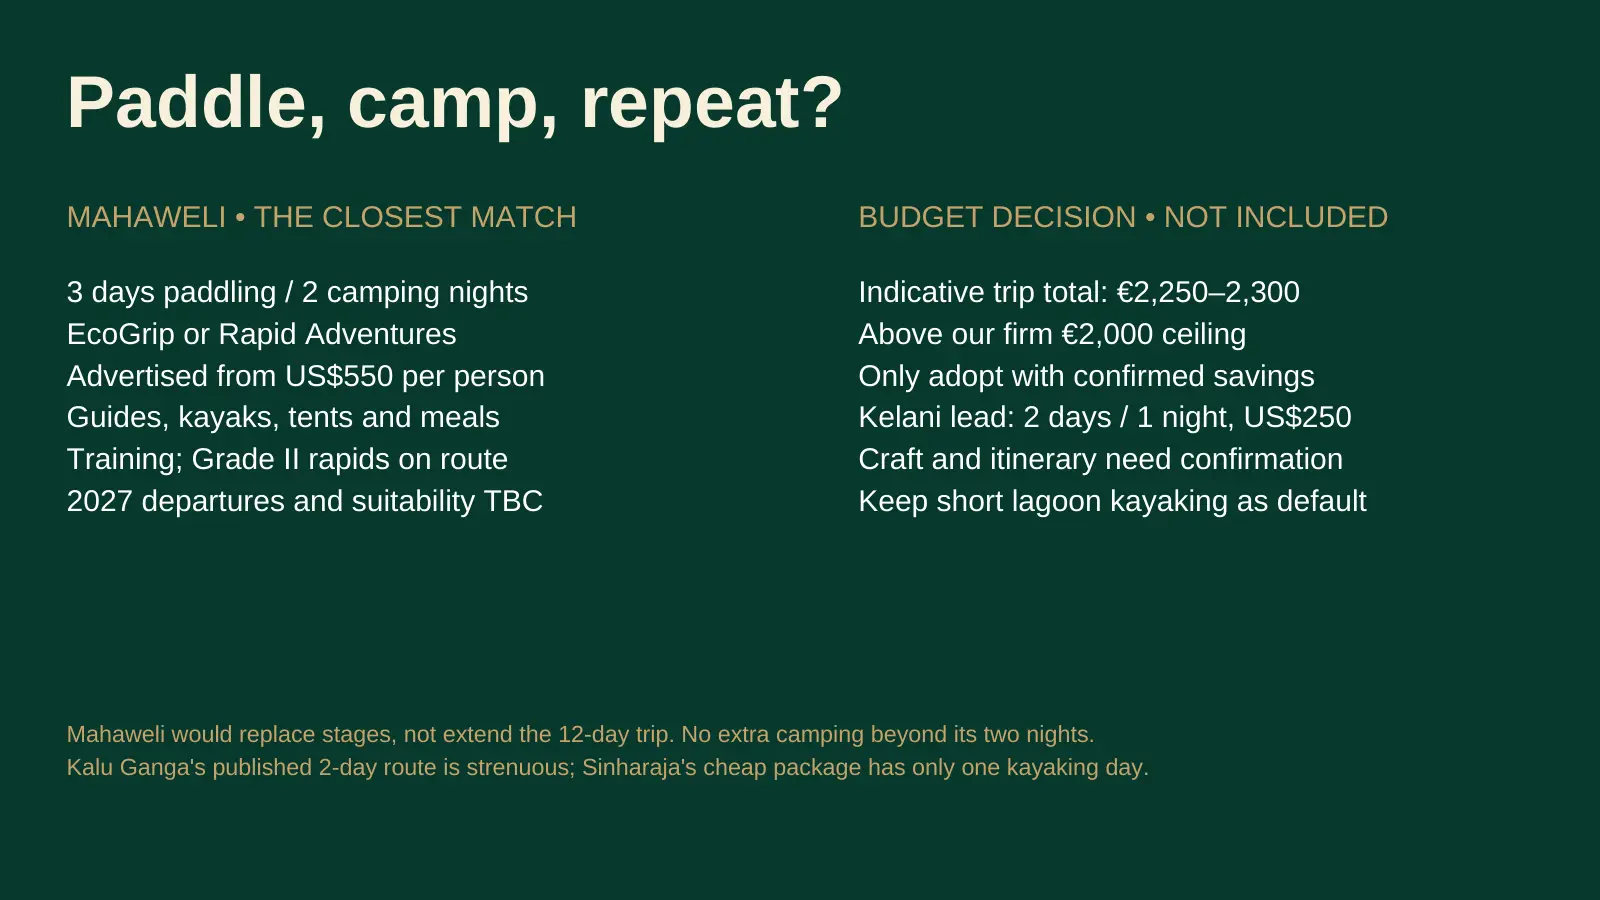 Paddle, camp, repeat?
MAHAWELI • THE CLOSEST MATCH
3 days paddling / 2 camping nights
EcoGrip or Rapid Adventures
Advertised from US$550 per person
Guides, kayaks, tents and meals
Training; Grade II rapids on route
2027 departures and suitability TBC
BUDGET DECISION • NOT INCLUDED
Indicative trip total: €2,250–2,300
Above our firm €2,000 ceiling
Only adopt with confirmed savings
Kelani lead: 2 days / 1 night, US$250
Craft and itinerary need confirmation
Keep short lagoon kayaking as default
Mahaweli would replace stages, not extend the 12-day trip. No extra camping beyond its two nights.
Kalu Ganga's published 2-day route is strenuous; Sinharaja's cheap package has only one kayaking day.